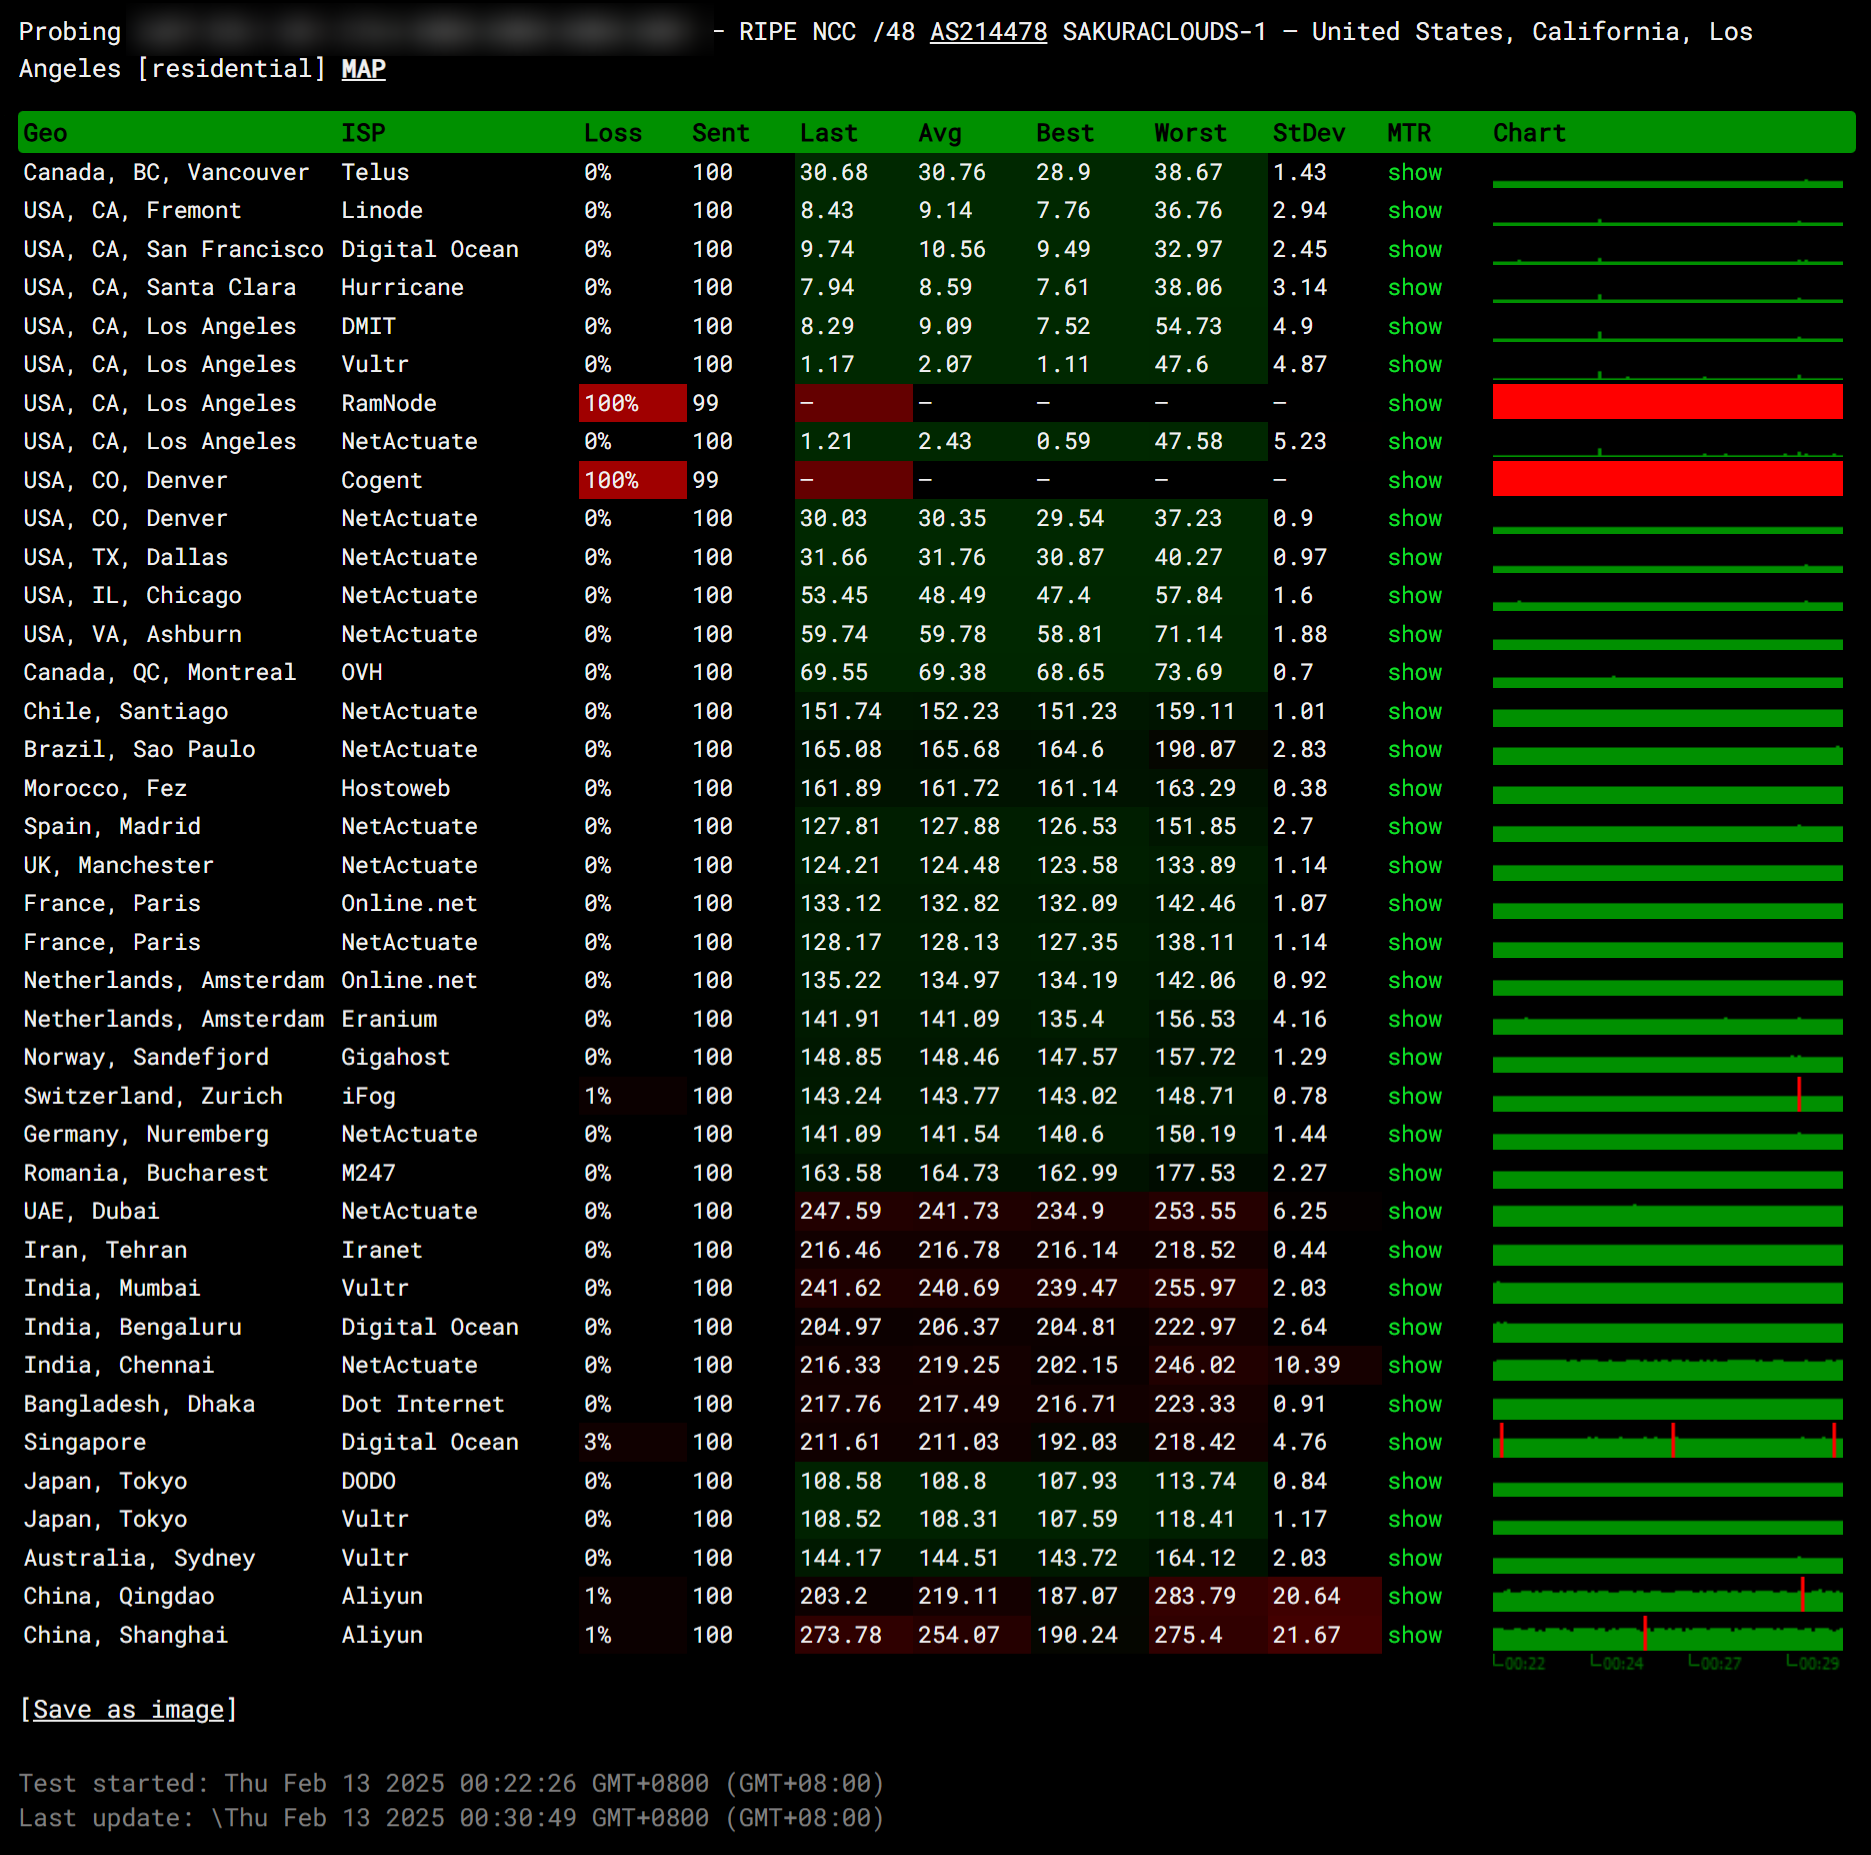 Probing – RIPE NCC /48 AS214478 SAKURACLOUDS-1 — United States, California, Los
Angeles [residential] MAP
Geo ISP Loss Sent Last Avg Best Worst StDev MTR Chart
Canada, BC, Vancouver Telus 0% 100 30.68 30.76 28.9 38.67 1.43 show
USA, CA, Fremont Linode 0% 100 8.43 9.14 7.76 36.76 2.94 show
USA, CA, San Francisco Digital Ocean 0% 100 9.74 10.56 9.49 32.97 2.45 show
USA, CA, Santa Clara Hurricane 0% 100 7.94 8.59 7.61 38.06 3.14 show
USA, CA, Los Angeles DMIT 0% 100 8.29 9.09 7.52 54.73 4.9 show
USA, CA, Los Angeles Vultr 0% 100 1.17 2.07 1.11 47.6 4.87 show
USA, CA, Los Angeles RamNode 100% 99 — — — — — show
USA, CA, Los Angeles NetActuate 0% 100 1.21 2.43 0.59 47.58 5.23 show
USA, CO, Denver Cogent 100% 99 — — — — — show
USA, CO, Denver NetActuate 0% 100 30.03 30.35 29.54 37.23 0.9 show
USA, TX, Dallas NetActuate 0% 100 31.66 31.76 30.87 40.27 0.97 show
USA, IL, Chicago NetActuate 0% 100 53.45 48.49 47.4 57.84 1.6 show
USA, VA, Ashburn NetActuate 0% 100 59.74 59.78 58.81 71.14 1.88 show
Canada, QC, Montreal OVH 0% 100 69.55 69.38 68.65 73.69 0.7 show
Chile, Santiago NetActuate 0% 100 151.74 152.23 151.23 159.11 1.01 show
Brazil, Sao Paulo NetActuate 0% 100 165.08 165.68 164.6 190.07 2.83 show
Morocco, Fez Hostoweb 0% 100 161.89 161.72 161.14 163.29 0.38 show
Spain, Madrid NetActuate 0% 100 127.81 127.88 126.53 151.85 2.7 show
UK, Manchester NetActuate 0% 100 124.21 124.48 123.58 133.89 1.14 show
France, Paris Online.net 0% 100 133.12 132.82 132.09 142.46 1.07 show
France, Paris NetActuate 0% 100 128.17 128.13 127.35 138.11 1.14 show
Netherlands, Amsterdam Online.net 0% 100 135.22 134.97 134.19 142.06 0.92 show
Netherlands, Amsterdam Eranium 0% 100 141.91 141.09 135.4 156.53 4.16 show
Norway, Sandefjord Gigahost 0% 100 148.85 148.46 147.57 157.72 1.29 show
Switzerland, Zurich iFog 1% 100 143.24 143.77 143.02 148.71 0.78 show
Germany, Nuremberg NetActuate 0% 100 141.09 141.54 140.6 150.19 1.44 show
Romania, Bucharest M247 0% 100 163.58 164.73 162.99 177.53 2.27 show
UAE, Dubai NetActuate 0% 100 247.59 241.73 234.9 253.55 6.25 show
Iran, Tehran Iranet 0% 100 216.46 216.78 216.14 218.52 0.44 show
India, Mumbai Vultr 0% 100 241.62 240.69 239.47 255.97 2.03 show
India, Bengaluru Digital Ocean 0% 100 204.97 206.37 204.81 222.97 2.64 show
India, Chennai NetActuate 0% 100 216.33 219.25 202.15 246.02 10.39 show
Bangladesh, Dhaka Dot Internet 0% 100 217.76 217.49 216.71 223.33 0.91 show
Singapore Digital Ocean 3% 100 211.61 211.03 192.03 218.42 4.76 show
Japan, Tokyo DODO 0% 100 108.58 108.8 107.93 113.74 0.84 show
Japan, Tokyo Vultr 0% 100 108.52 108.31 107.59 118.41 1.17 show
Australia, Sydney Vultr 0% 100 144.17 144.51 143.72 164.12 2.03 show
China, Qingdao Aliyun 1% 100 203.2 219.11 187.07 283.79 20.64 show
China, Shanghai Aliyun 1% 100 273.78 254.07 190.24 275.4 21.67 show
00:22 00:24 00:27 00:29
[Save as image]
Test started: Thu Feb 13 2025 00:22:26 GMT+0800 (GMT+08:00)
Last update: \Thu Feb 13 2025 00:30:49 GMT+0800 (GMT+08:00)